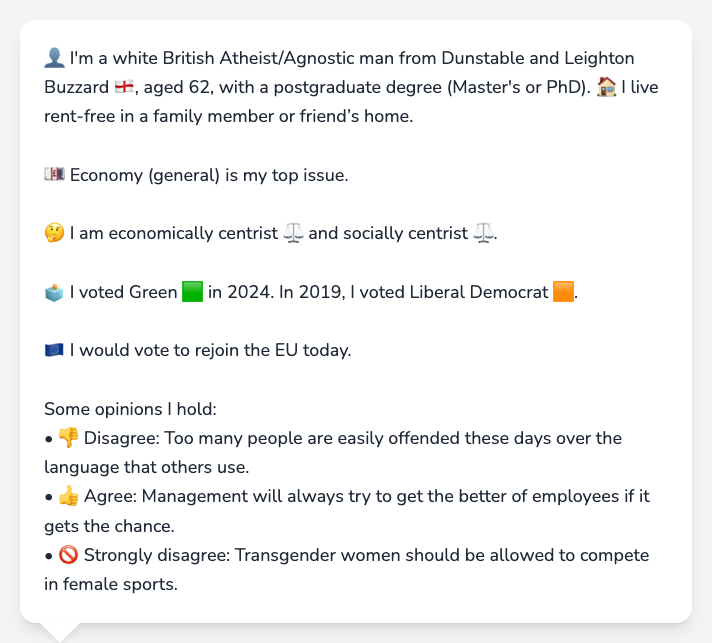 👤 I'm a white British Atheist/Agnostic man from Dunstable and Leighton
Buzzard 🏴󠁧󠁢󠁥󠁮󠁧󠁿, aged 62, with a postgraduate degree (Master's or PhD). 🏠 I live
rent-free in a family member or friend’s home.
💷 Economy (general) is my top issue.
🤔 I am economically centrist ⚖️ and socially centrist ⚖️.
🗳️ I voted Green 🟩 in 2024. In 2019, I voted Liberal Democrat 🟧.
🇪🇺 I would vote to rejoin the EU today.
Some opinions I hold:
• 👎 Disagree: Too many people are easily offended these days over the
language that others use.
• 👍 Agree: Management will always try to get the better of employees if it
gets the chance.
• 🚫 Strongly disagree: Transgender women should be allowed to compete
in female sports.